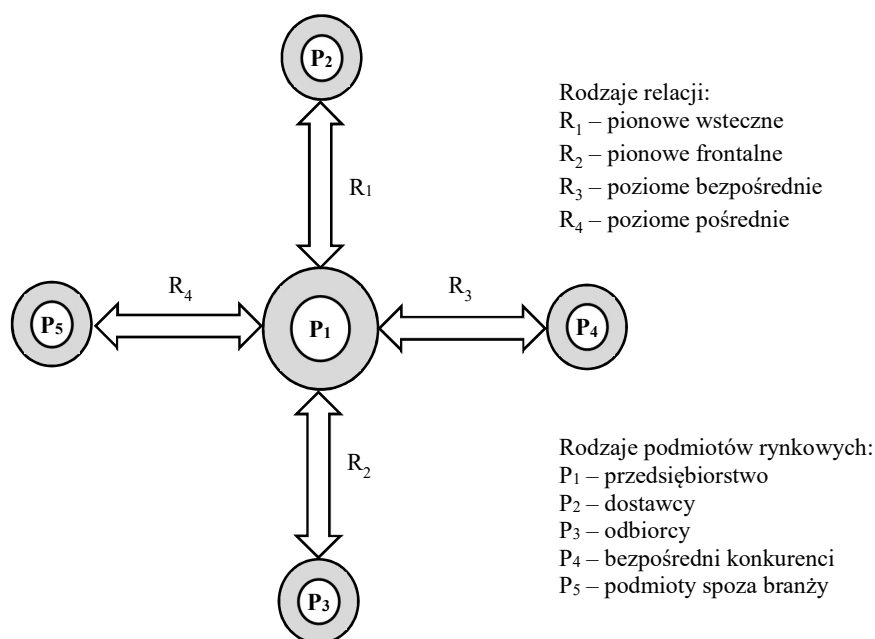 P₂
Rodzaje relacji:
R₁ – pionowe wsteczne
R₂ – pionowe frontalne
R₃ – poziome bezpośrednie
R₄ – poziome pośrednie
R₁
R₄
R₃
P₅
P₁
P₄
R₂
Rodzaje podmiotów rynkowych:
P₁ – przedsiębiorstwo
P₂ – dostawcy
P₃ – odbiorcy
P₄ – bezpośredni konkurenci
P₅ – podmioty spoza branży
P₃